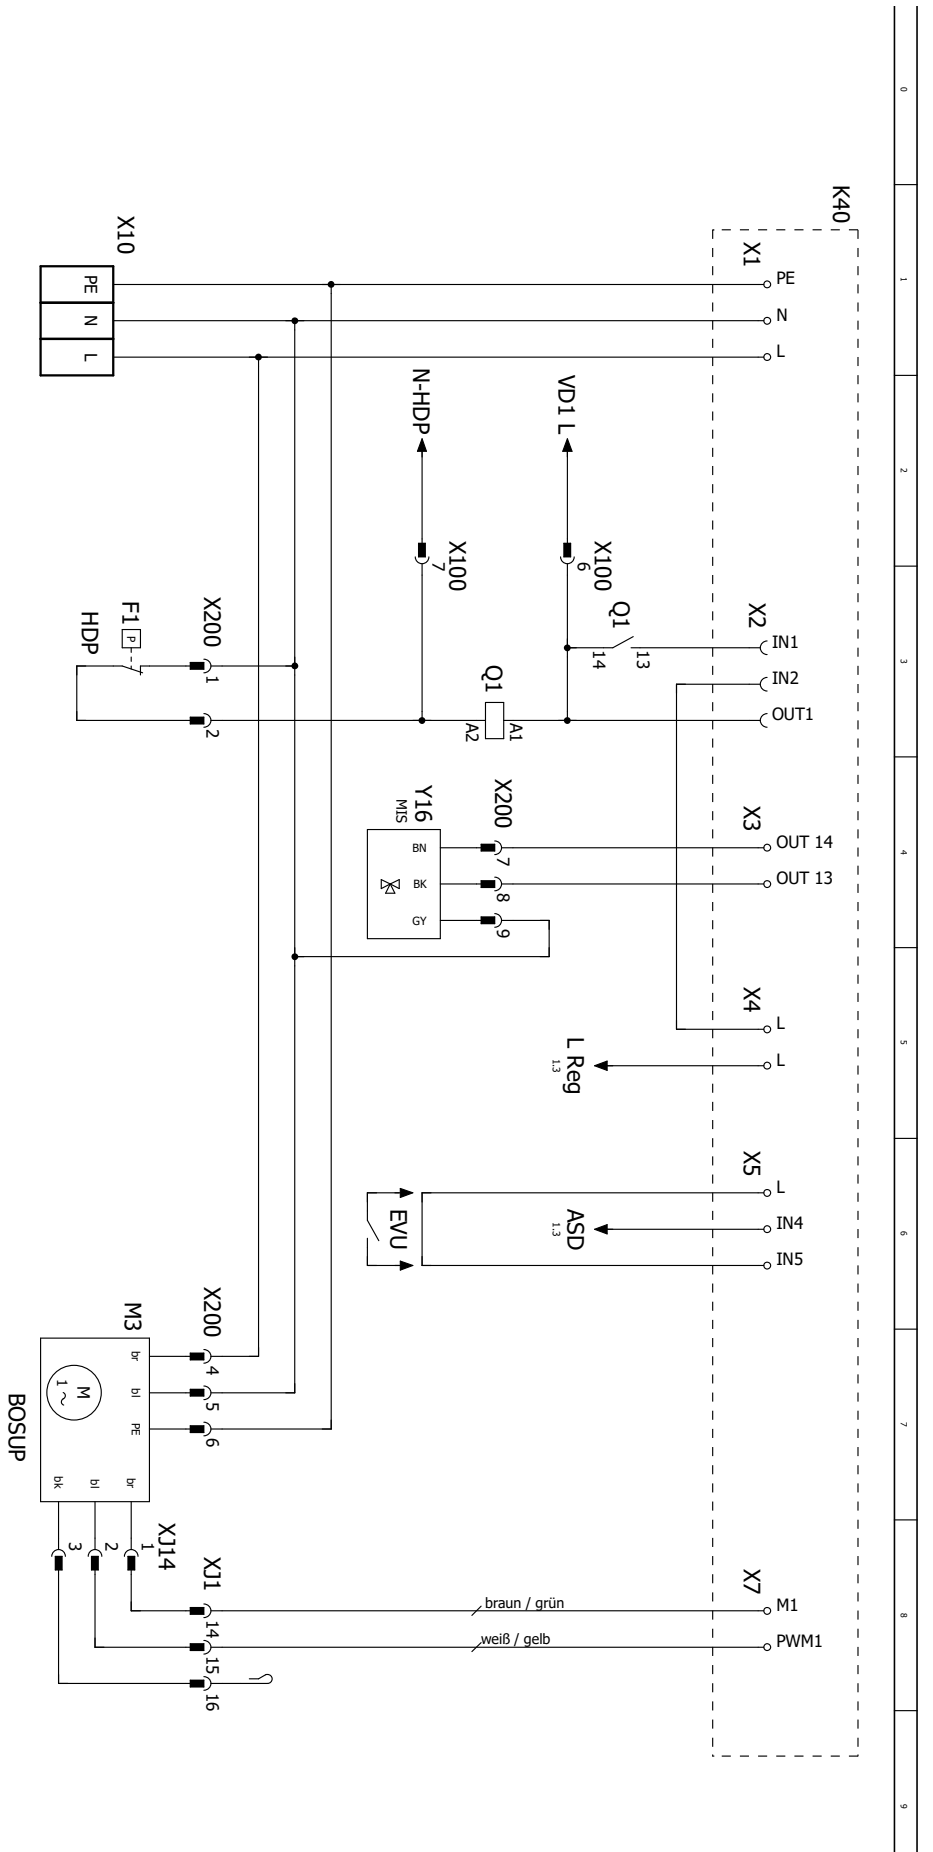 0
1
2
3
4
5
6
7
8
9
K40
X1
PE
N
L
X2
IN1
IN2
OUT1
X3
OUT 14
OUT 13
X4
L
L
X5
L
IN4
IN5
X7
M1
PWM1
VD1 L
X100
6
Q1
13
14
N-HDP
X100
7
Q1
A1
A2
X200
7
8
9
Y16
MIS
BN
BK
GY
L Reg
1.3
ASD
1.3
EVU
braun / grün
weiß / gelb
X10
PE
N
L
X200
1
2
F1
P
HDP
X200
4
5
6
M3
br
bl
PE
M
1 ~
br
bl
bk
BOSUP
XJ14
1
2
3
XJ1
14
15
16